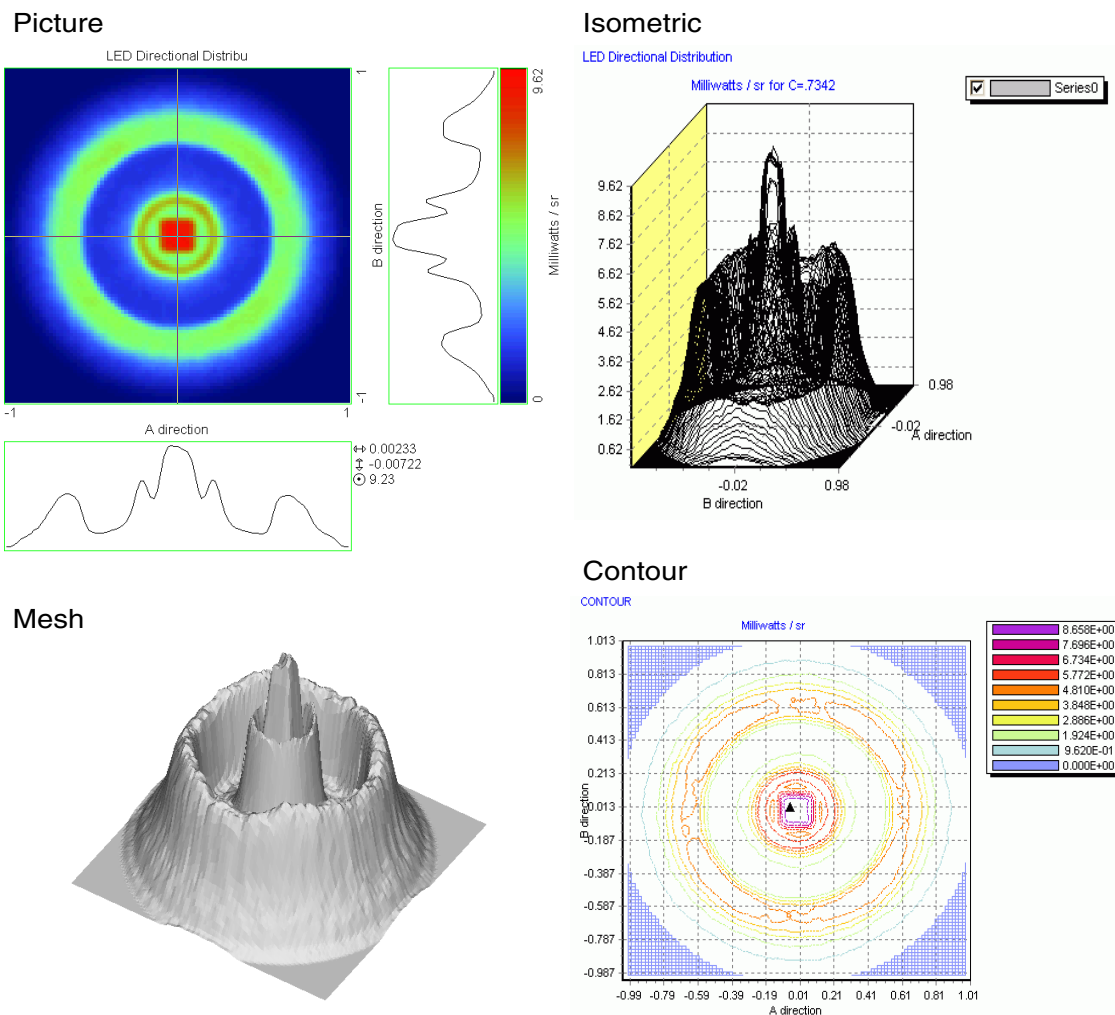 Picture
LED Directional Distribu
1
-1
B direction
9.62
0
Milliwatts / sr
-1
1
A direction
0.00233
-0.00722
9.23
Isometric
LED Directional Distribution
Milliwatts / sr for C=.7342
Series0
9.62
8.62
7.62
6.62
5.62
4.62
3.62
2.62
1.62
0.62
0.98
-0.02
A direction
-0.02
0.98
B direction
Mesh
Contour
CONTOUR
Milliwatts / sr
1.013
0.813
0.613
0.413
0.213
0.013
-0.187
-0.387
-0.587
-0.787
-0.987
B direction
-0.99 -0.79 -0.59 -0.39 -0.19 0.01 0.21 0.41 0.61 0.81 1.01
A direction
8.658E+00
7.696E+00
6.734E+00
5.772E+00
4.810E+00
3.848E+00
2.886E+00
1.924E+00
9.620E-01
0.000E+00